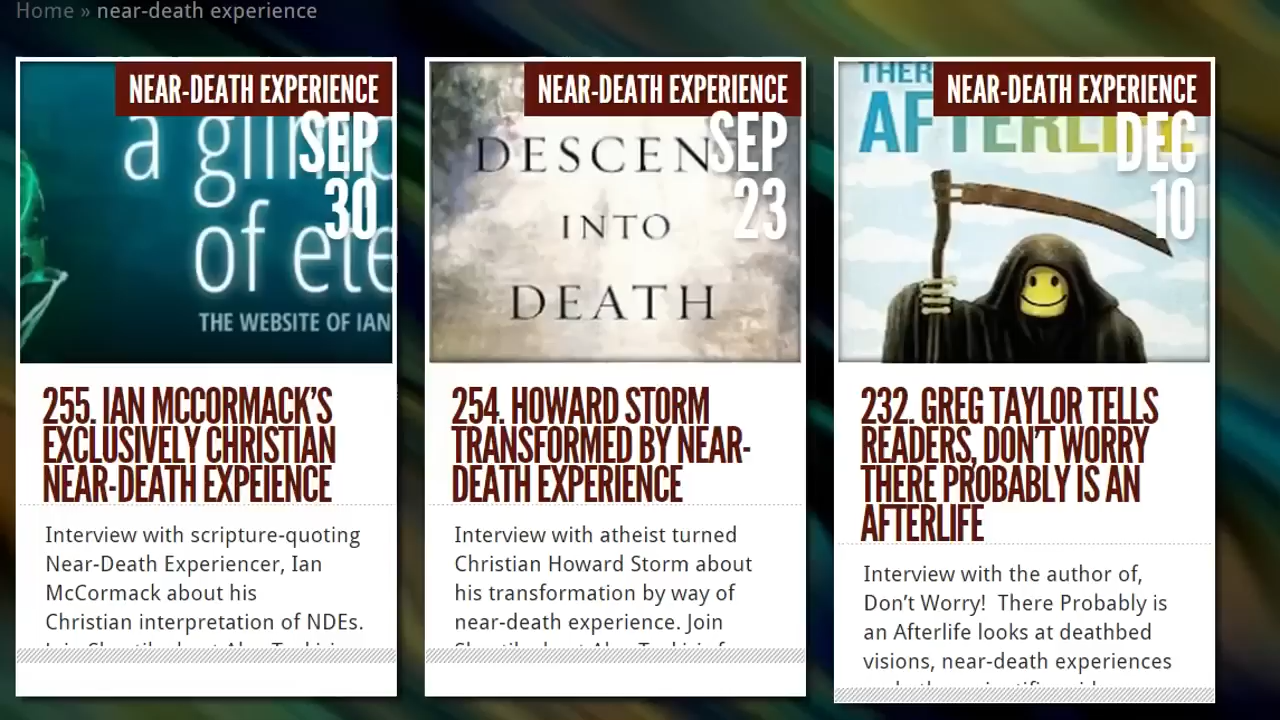 Home » near-death experience
NEAR-DEATH EXPERIENCE
SEP
30
a
of
THE WEBSITE OF IAN
255. IAN MCCORMACK'S
EXCLUSIVELY CHRISTIAN
NEAR-DEATH EXPEIENCE
Interview with scripture-quoting
Near-Death Experiencer, Ian
McCormack about his
Christian interpretation of NDEs.
NEAR-DEATH EXPERIENCE
SEP
23
DESCEN
INTO
DEATH
254. HOWARD STORM
TRANSFORMED BY NEAR-
DEATH EXPERIENCE
Interview with atheist turned
Christian Howard Storm about
his transformation by way of
near-death experience. Join
NEAR-DEATH EXPERIENCE
DEC
10
THER
AFTERLIFE
232. GREG TAYLOR TELLS
READERS, DON'T WORRY
THERE PROBABLY IS AN
AFTERLIFE
Interview with the author of,
Don't Worry!  There Probably is
an Afterlife looks at deathbed
visions, near-death experiences